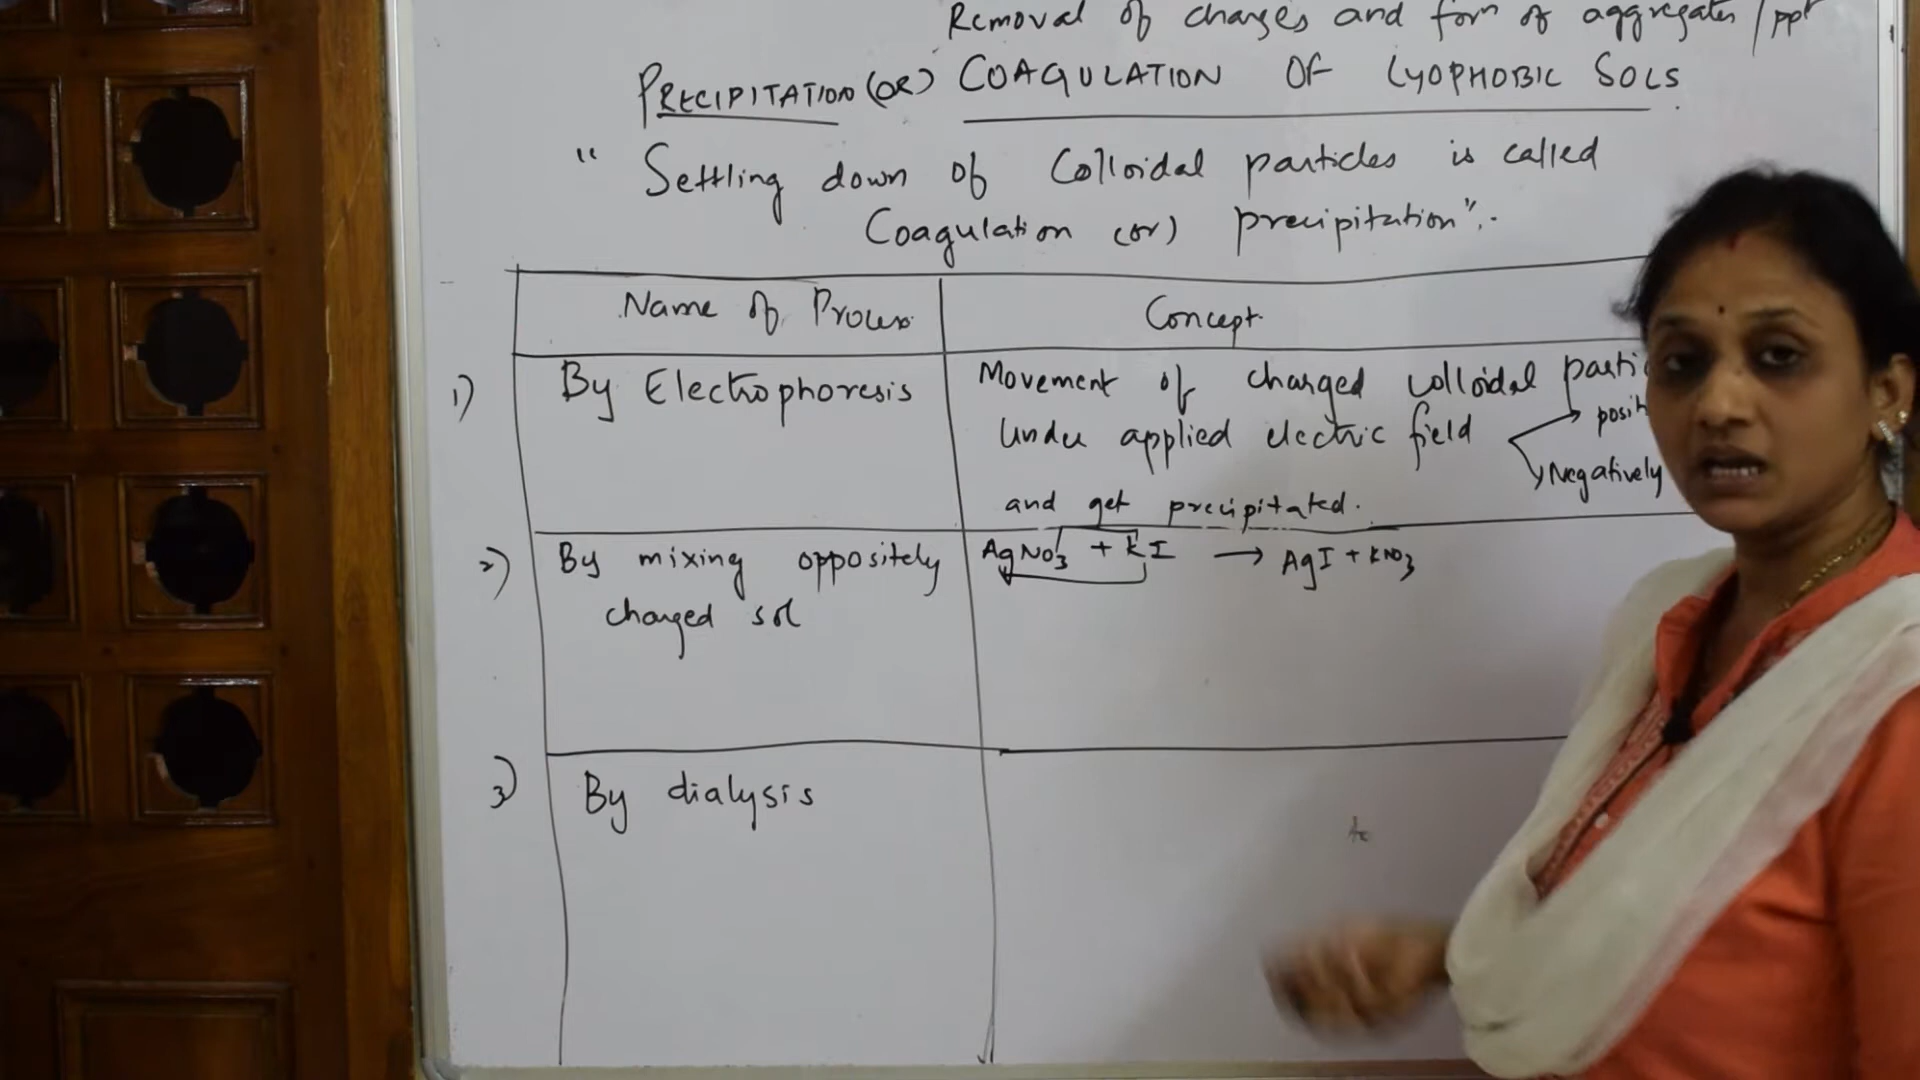 Removal of charges and forn of aggregates / ppt
PRECIPITATION (OR) COAGULATION OF LYOPHOBIC SOLS
" Settling down of Colloidal particles is called
Coagulation (or) precipitation".
Name of Process
Concept.
1) By Electrophoresis
Movement of charged colloidal parti
Under applied electric field
posit
Negatively
and get precipitated.
2) By mixing oppositely
charged sol
AgNO3 + KI → AgI + KNO3
3) By dialysis